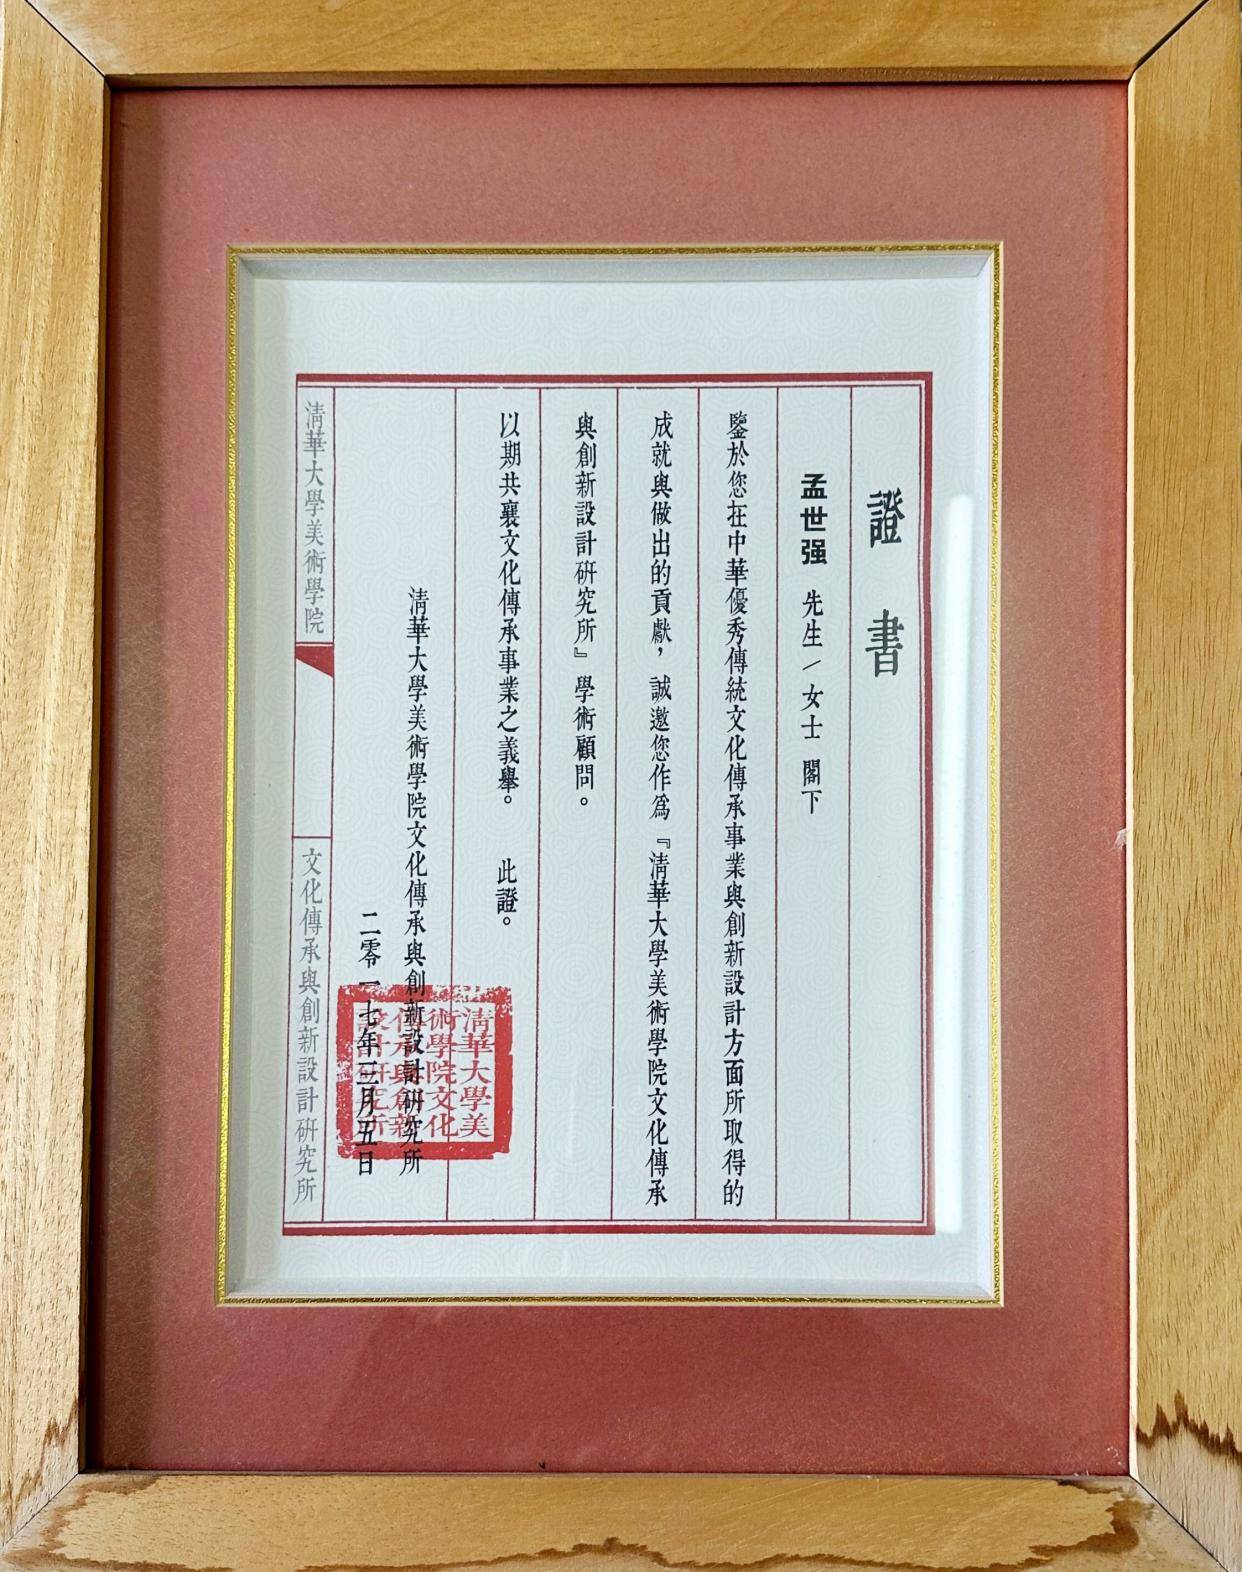 證書
孟世强 先生／女士 閣下
鑒於您在中華優秀傳統文化傳承事業與創新設計方面所取得的
成就與做出的貢獻，誠邀您作為『清華大學美術學院文化傳承
與創新設計研究所』學術顧問。
以期共襄文化傳承事業之義舉。 此證。
清華大學美術學院文化傳承與創新設計研究所
二零一七年三月五日
清華大學美
術學院文化
傳承與創新
設計研究所
清華大學美術學院
文化傳承與創新設計研究所